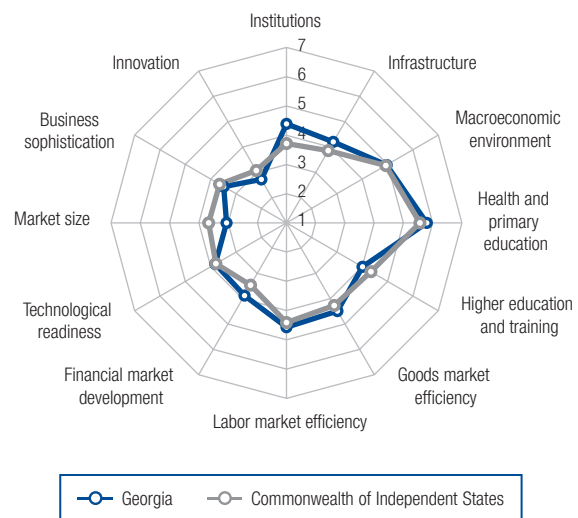 Institutions
7
6
5
4
3
2
1
Infrastructure
Macroeconomic
environment
Health and
primary
education
Higher education
and training
Goods market
efficiency
Labor market efficiency
Financial market
development
Technological
readiness
Market size
Business
sophistication
Innovation
Georgia
Commonwealth of Independent States